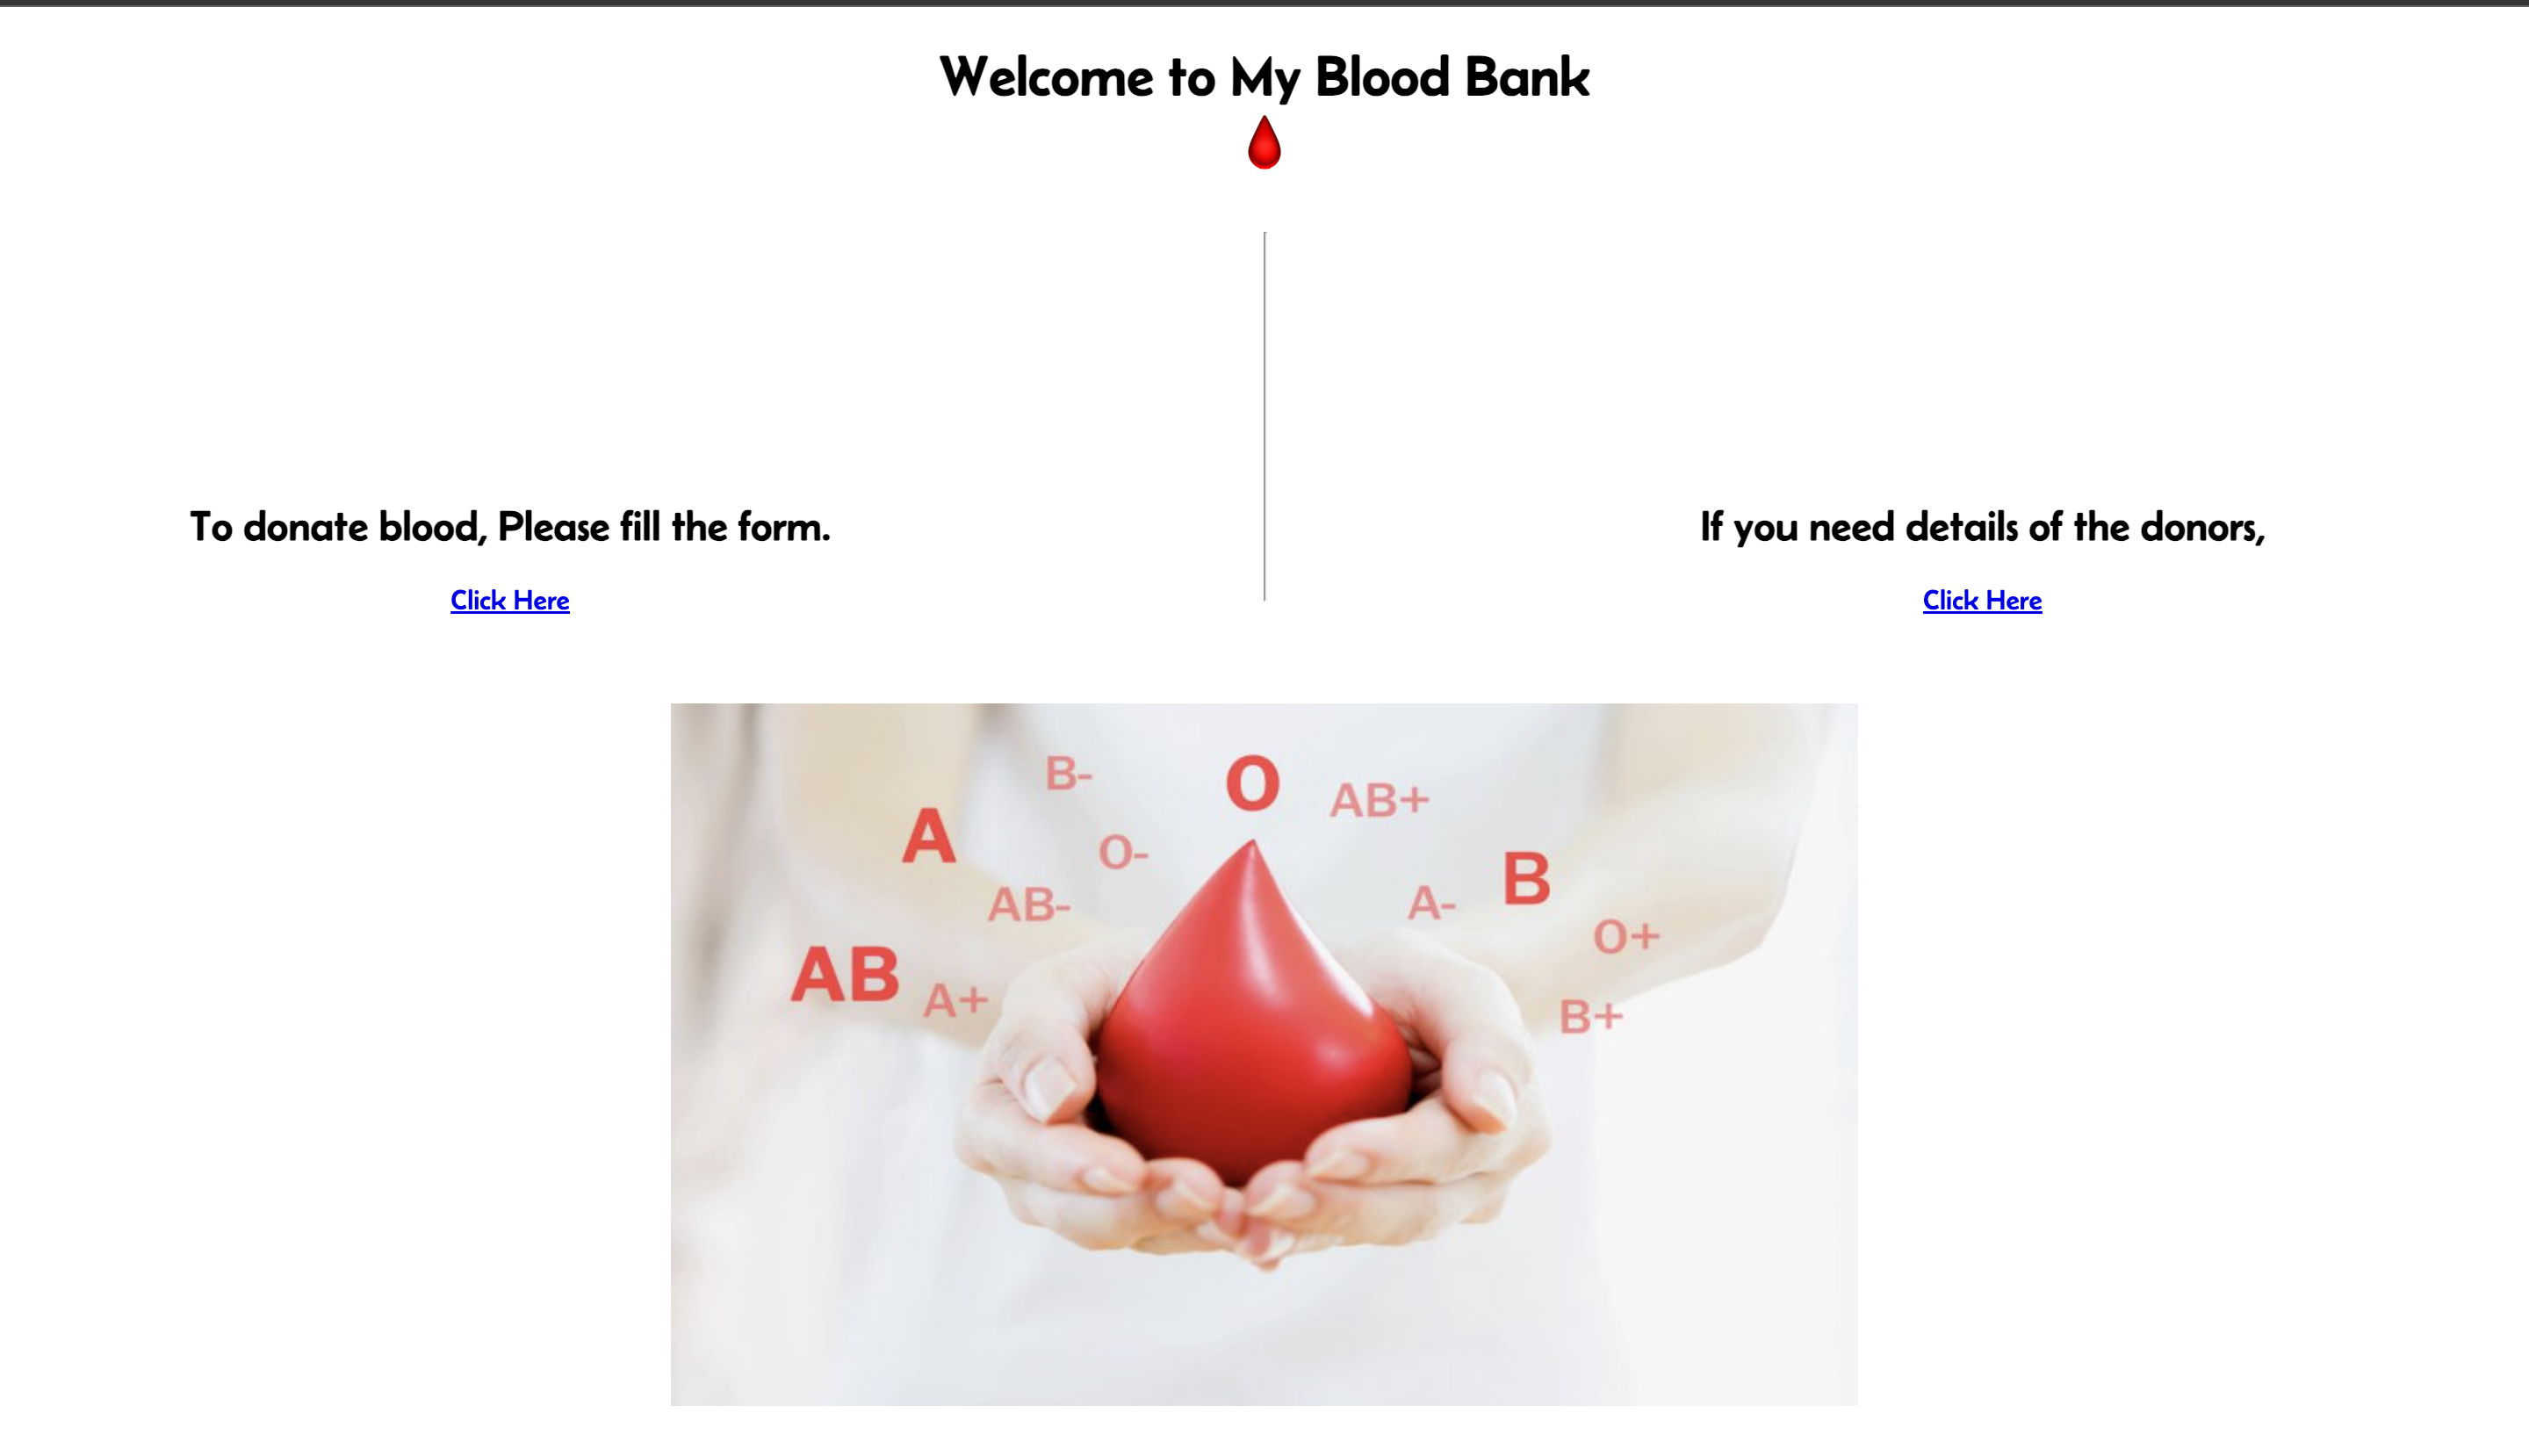 Welcome to My Blood Bank
To donate blood, Please fill the form.
Click Here
If you need details of the donors,
Click Here
B-
O
AB+
A
O-
B
AB-
A-
O+
AB
A+
B+